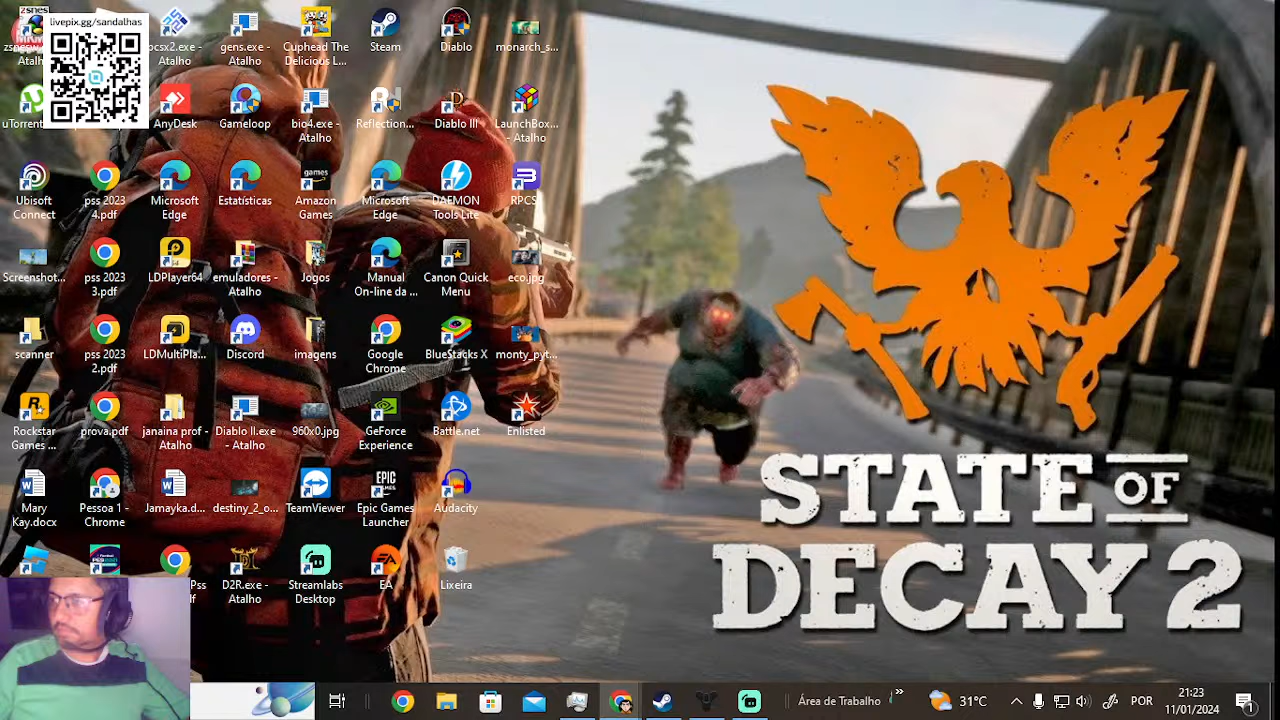 livepix.gg/sandalhas
pcsx2.exe -
Atalho
gens.exe -
Atalho
Cuphead The
Delicious L...
Steam
Diablo
monarch_s...
uTorrent
AnyDesk
Gameloop
bio4.exe -
Atalho
Reflection...
Diablo III
LaunchBox...
- Atalho
Ubisoft
Connect
pss 2023
4.pdf
Microsoft
Edge
Estatísticas
games
Amazon
Games
Microsoft
Edge
DAEMON
Tools Lite
RPCS
Screenshot...
pss 2023
3.pdf
LDPlayer64
emuladores -
Atalho
Jogos
Manual
On-line da ...
Canon Quick
Menu
eco.jpg
scanner
pss 2023
2.pdf
LDMultiPla...
Discord
imagens
Google
Chrome
BlueStacks X
monty_pyt...
Rockstar
Games ...
prova.pdf
janaina prof -
Atalho
Diablo II.exe
- Atalho
960x0.jpg
GeForce
Experience
Battle.net
Enlisted
Mary
Kay.docx
Pessoa 1 -
Chrome
Jamayka.d...
destiny_2_o...
TeamViewer
EPIC
GAMES
Epic Games
Launcher
Audacity
Pss
D2R.exe -
Atalho
Streamlabs
Desktop
EA
Lixeira
STATE OF
DECAY 2
Área de Trabalho
31°C
POR
21:23
11/01/2024